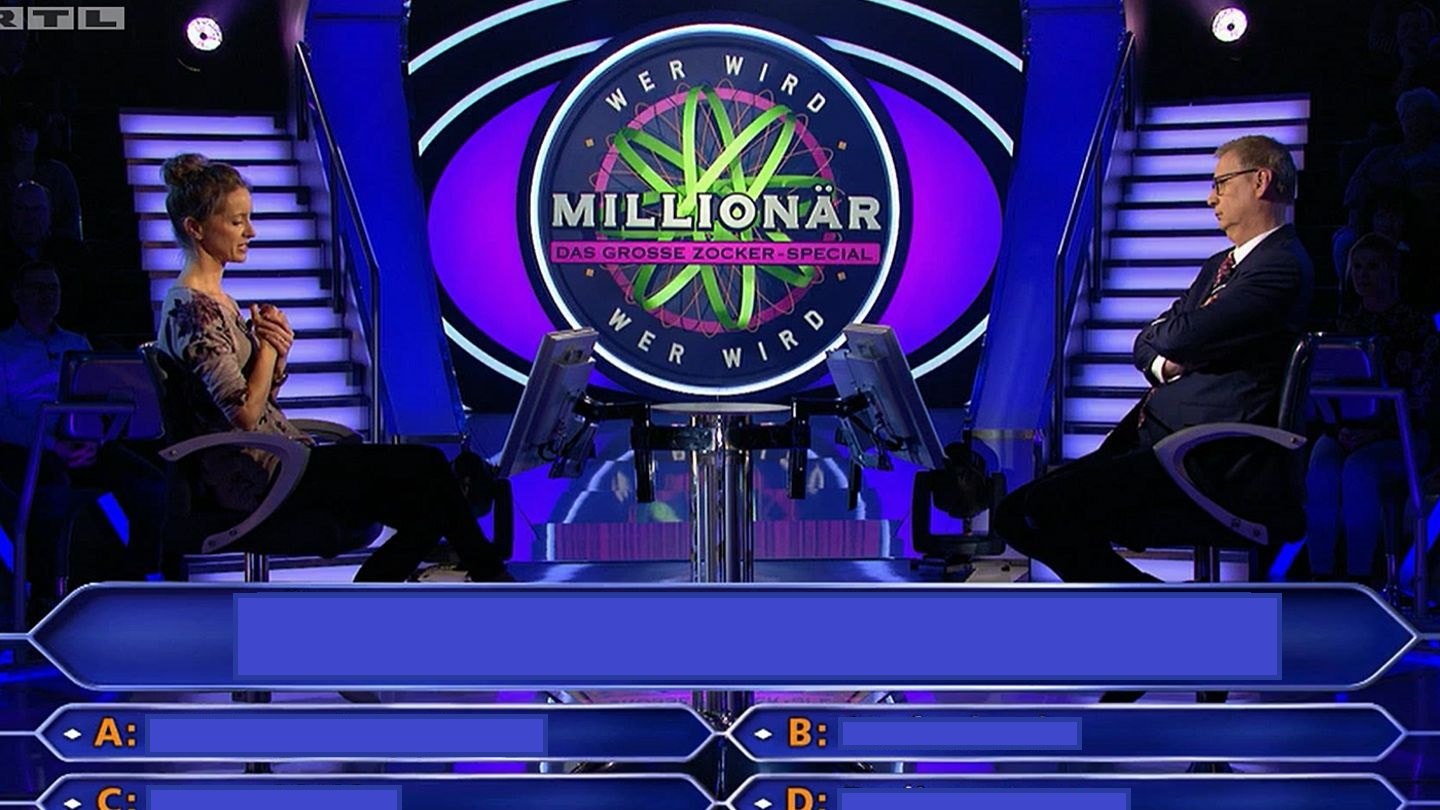 RTL
WER WIRD
MILLIONÄR
DAS GROSSE ZOCKER-SPECIAL
WER WIRD
A:
B:
C:
D: